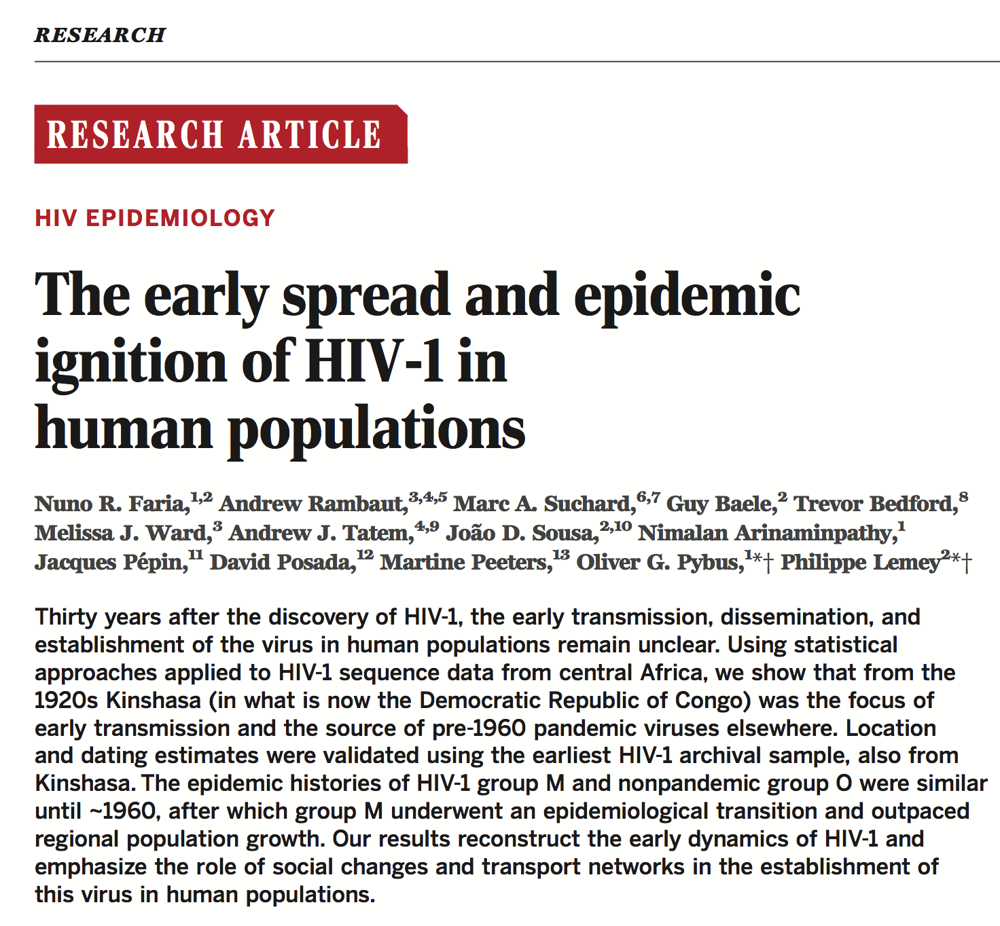 RESEARCH
RESEARCH ARTICLE
HIV EPIDEMIOLOGY
The early spread and epidemic
ignition of HIV-1 in
human populations
Nuno R. Faria,1,2 Andrew Rambaut,3,4,5 Marc A. Suchard,6,7 Guy Baele,2 Trevor Bedford,8
Melissa J. Ward,3 Andrew J. Tatem,4,9 João D. Sousa,2,10 Nimalan Arinaminpathy,1
Jacques Pépin,11 David Posada,12 Martine Peeters,13 Oliver G. Pybus,1*† Philippe Lemey2*†
Thirty years after the discovery of HIV-1, the early transmission, dissemination, and
establishment of the virus in human populations remain unclear. Using statistical
approaches applied to HIV-1 sequence data from central Africa, we show that from the
1920s Kinshasa (in what is now the Democratic Republic of Congo) was the focus of
early transmission and the source of pre-1960 pandemic viruses elsewhere. Location
and dating estimates were validated using the earliest HIV-1 archival sample, also from
Kinshasa. The epidemic histories of HIV-1 group M and nonpandemic group O were similar
until ~1960, after which group M underwent an epidemiological transition and outpaced
regional population growth. Our results reconstruct the early dynamics of HIV-1 and
emphasize the role of social changes and transport networks in the establishment of
this virus in human populations.